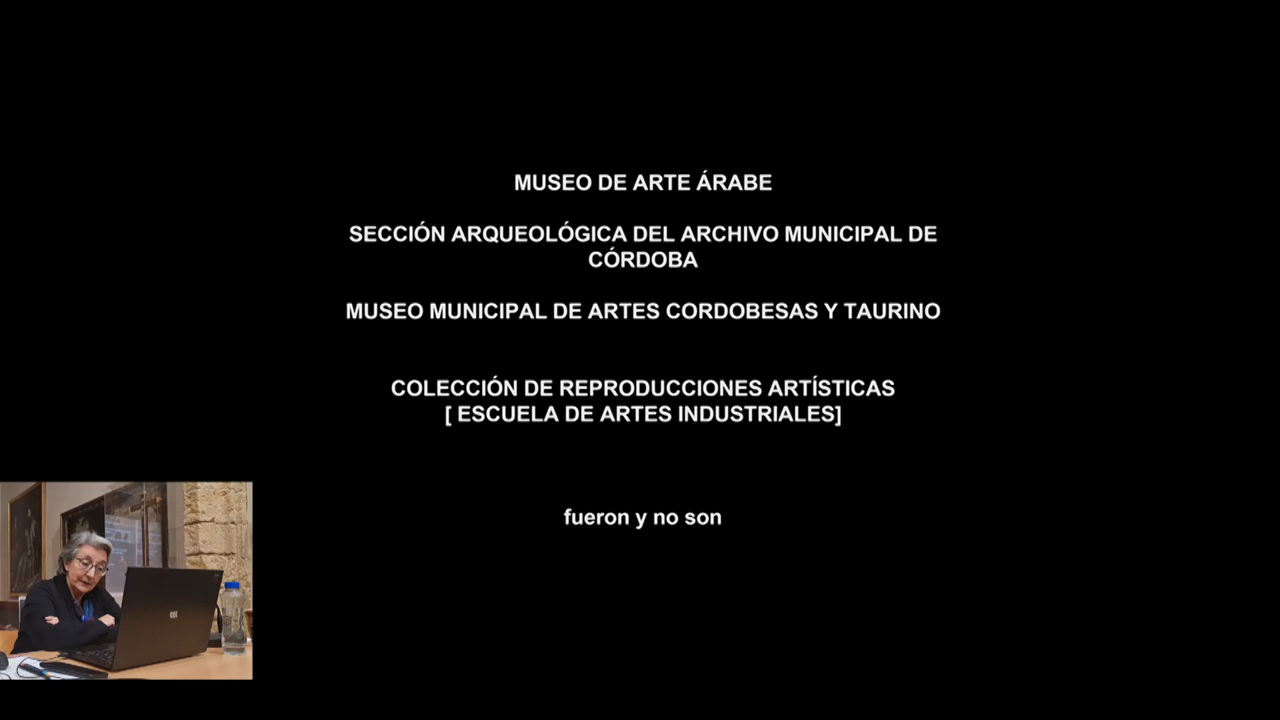 MUSEO DE ARTE ÁRABE
SECCIÓN ARQUEOLÓGICA DEL ARCHIVO MUNICIPAL DE
CÓRDOBA
MUSEO MUNICIPAL DE ARTES CORDOBESAS Y TAURINO
COLECCIÓN DE REPRODUCCIONES ARTÍSTICAS
[ ESCUELA DE ARTES INDUSTRIALES]
fueron y no son